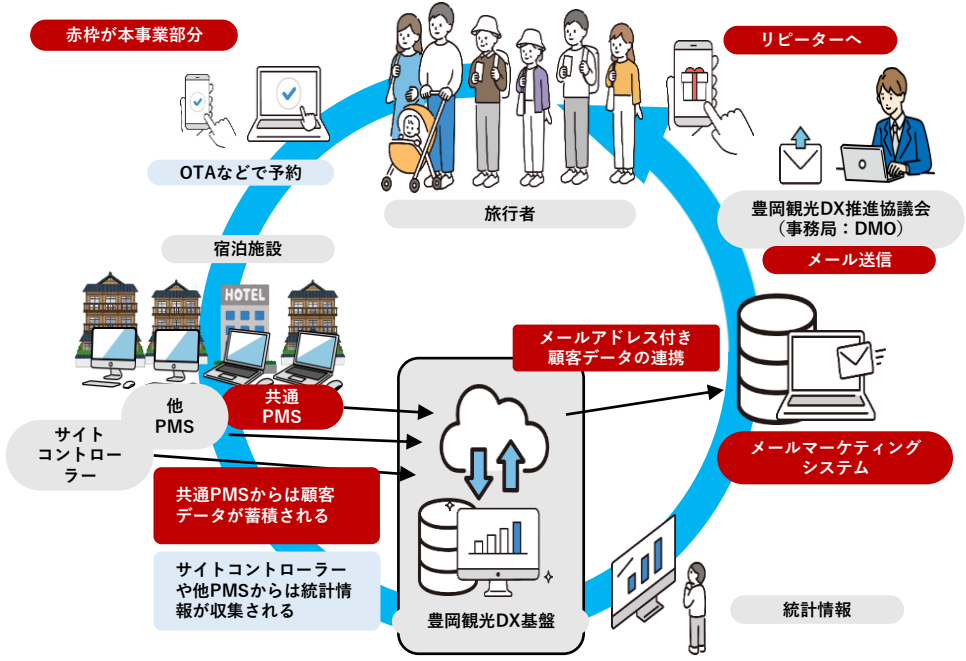 赤枠が本事業部分
リピーターへ
OTAなどで予約
旅行者
豊岡観光DX推進協議会
（事務局：DMO）
メール送信
宿泊施設
HOTEL
メールアドレス付き
顧客データの連携
共通
PMS
他
PMS
サイト
コントロー
ラー
メールマーケティング
システム
共通PMSからは顧客
データが蓄積される
サイトコントローラー
や他PMSからは統計情
報が収集される
豊岡観光DX基盤
統計情報